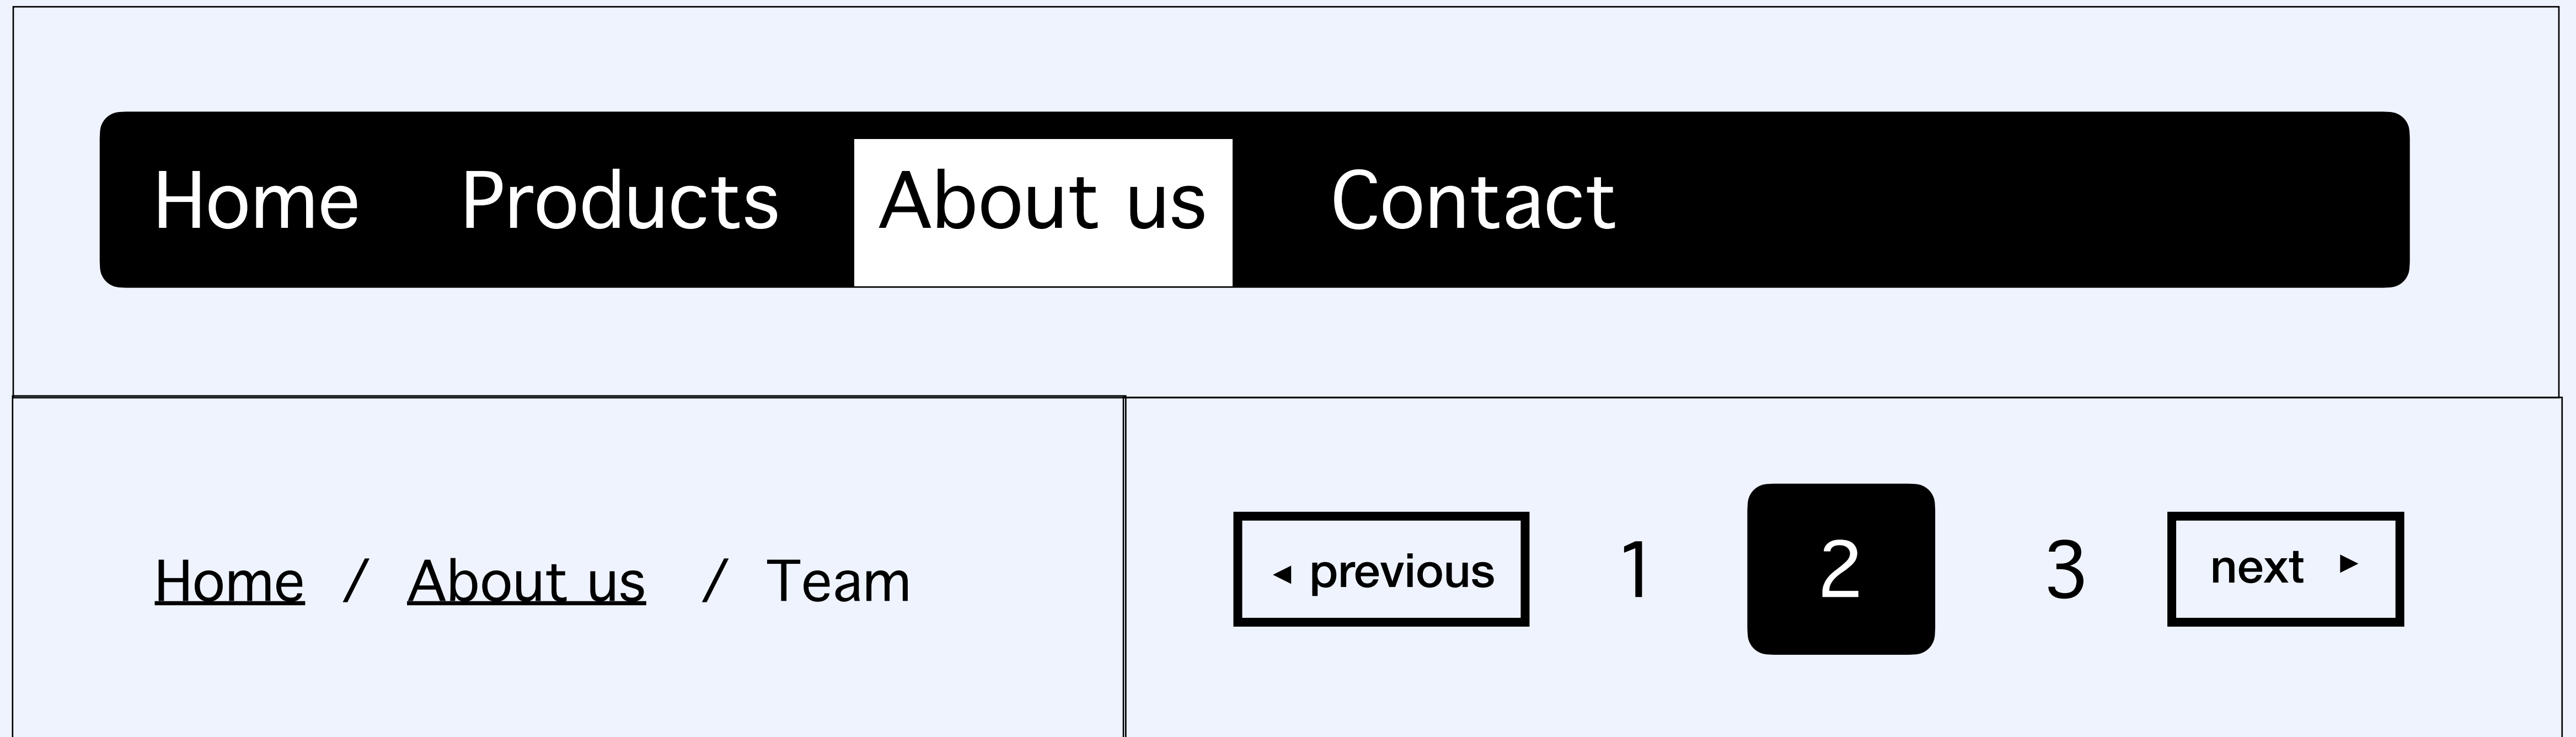 Home Products About us Contact
Home / About us / Team
◂ previous 1 2 3 next ▸